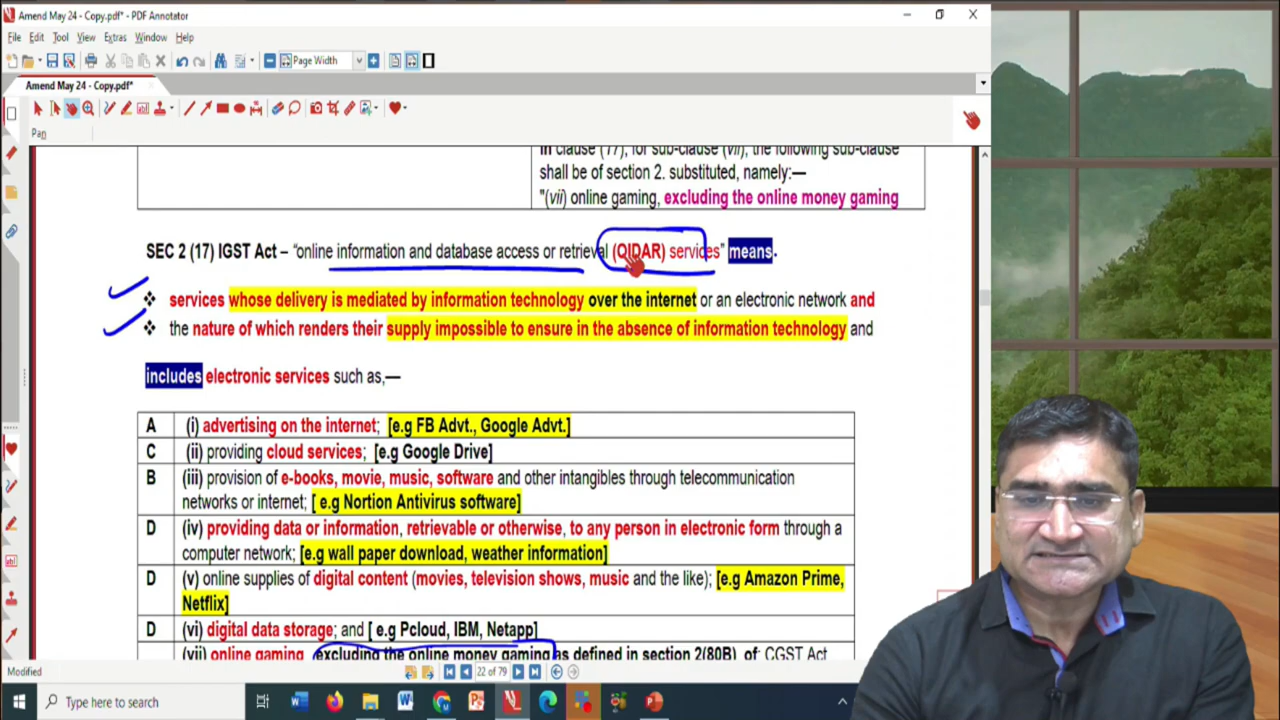 Amend May 24 - Copy.pdf* - PDF Annotator
File Edit Tool View Extras Window Help
Page Width
Amend May 24 - Copy.pdf*
Pan
in clause (17), for sub-clause (vii), the following sub-clause
shall be of section 2. substituted, namely:—
"(vii) online gaming, excluding the online money gaming
SEC 2 (17) IGST Act – “online information and database access or retrieval (OIDAR) services” means-
❖ services whose delivery is mediated by information technology over the internet or an electronic network and
❖ the nature of which renders their supply impossible to ensure in the absence of information technology and
includes electronic services such as,—
A (i) advertising on the internet; [e.g FB Advt., Google Advt.]
C (ii) providing cloud services; [e.g Google Drive]
B (iii) provision of e-books, movie, music, software and other intangibles through telecommunication
networks or internet; [ e.g Nortion Antivirus software]
D (iv) providing data or information, retrievable or otherwise, to any person in electronic form through a
computer network; [e.g wall paper download, weather information]
D (v) online supplies of digital content (movies, television shows, music and the like); [e.g Amazon Prime,
Netflix]
D (vi) digital data storage; and [ e.g Pcloud, IBM, Netapp]
(vii) online gaming excluding the online money gaming as defined in section 2(80B) of CGST Act
Modified 22 of 79
Type here to search